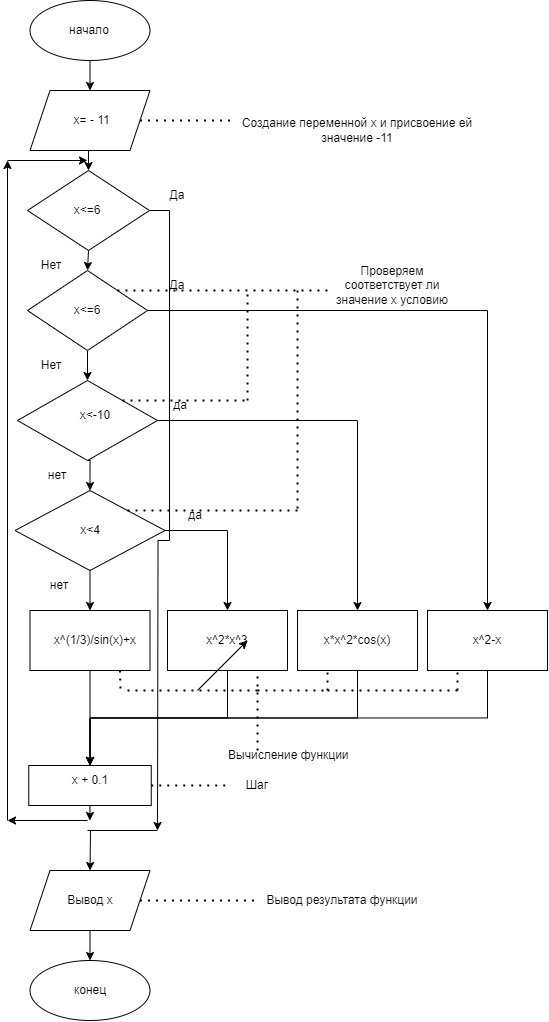 начало
x= - 11
Создание переменной x и присвоение ей
значение -11
Да
x<=6
Нет
Да
Проверяем
соответствует ли
значение x условию
x<=6
Нет
да
x<-10
нет
да
x<4
нет
x^(1/3)/sin(x)+x
x^2*x^3
x*x^2*cos(x)
x^2-x
Вычисление функции
x + 0.1
Шаг
Вывод x
Вывод результата функции
конец